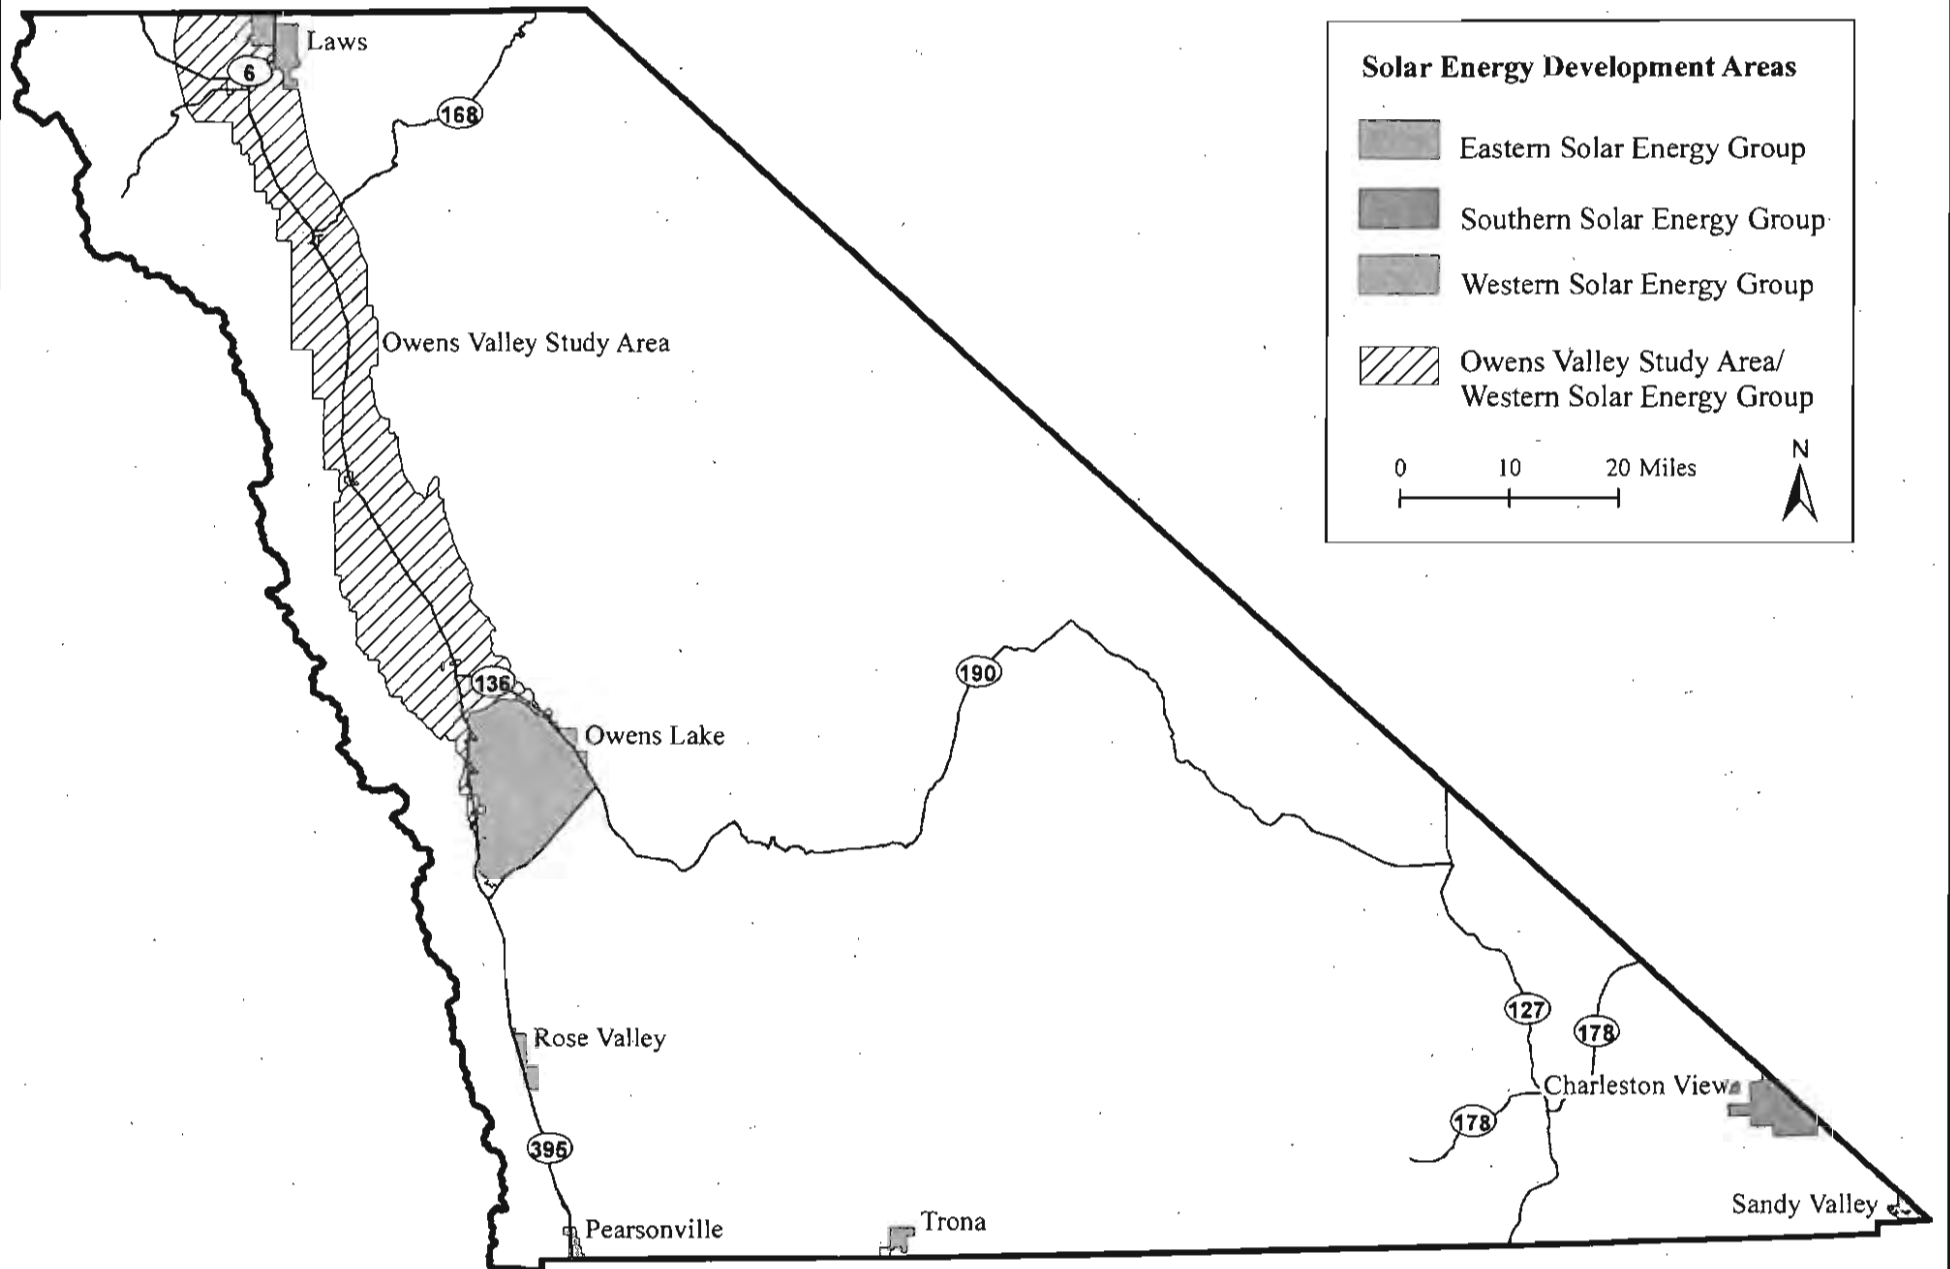 Laws
6
168
Owens Valley Study Area
136
Owens Lake
190
Rose Valley
395
Pearsonville
Trona
127
178
Charleston View
178
Sandy Valley
Solar Energy Development Areas
Eastern Solar Energy Group
Southern Solar Energy Group
Western Solar Energy Group
Owens Valley Study Area/
Western Solar Energy Group
0 10 20 Miles
N